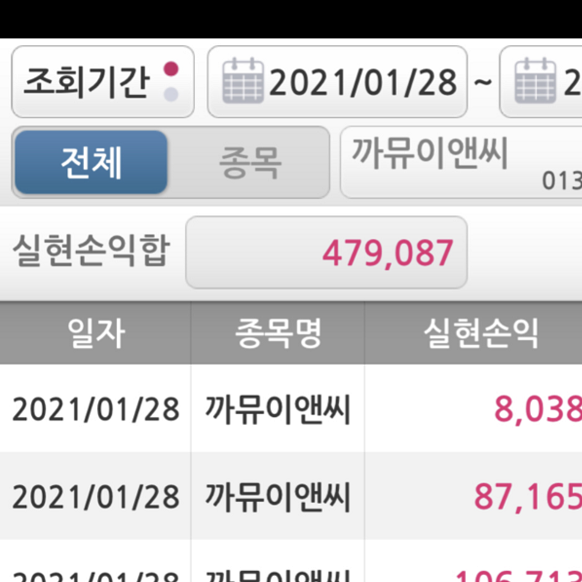 조회기간 2021/01/28 ~ 2
전체 종목 까뮤이앤씨 013
실현손익합 479,087
일자 종목명 실현손익
2021/01/28 까뮤이앤씨 8,038
2021/01/28 까뮤이앤씨 87,165
2021/01/28 까뮤이앤씨 106,713